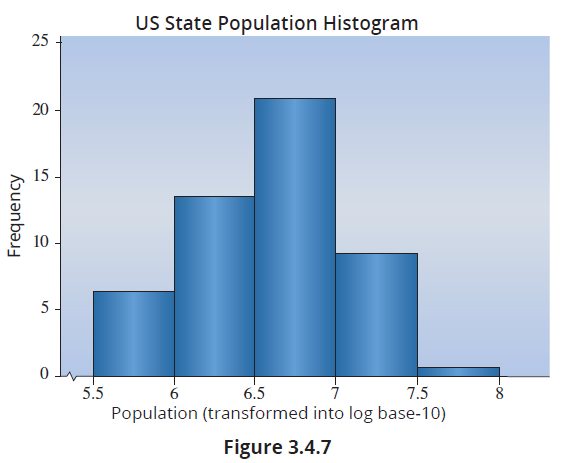 US State Population Histogram
25
20
15
10
5
0
Frequency
5.5 6 6.5 7 7.5 8
Population (transformed into log base-10)
Figure 3.4.7